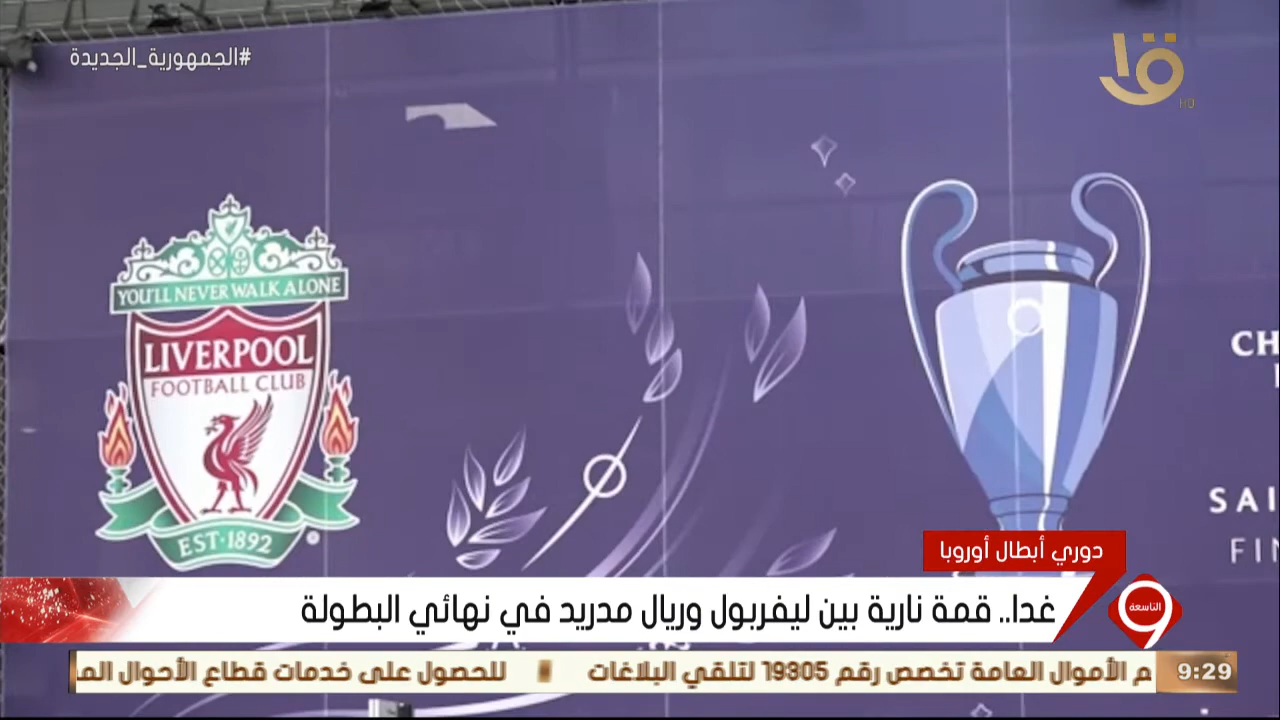 #الجمهورية_الجديدة
HD
YOU'LL NEVER WALK ALONE
LIVERPOOL
FOOTBALL CLUB
EST·1892
CH
SAI
FIN
دوري أبطال أوروبا
غدا.. قمة نارية بين ليفربول وريال مدريد في نهائي البطولة
التاسعة
9:29
م الأموال العامة تخصص رقم 19305 لتلقي البلاغات
للحصول على خدمات قطاع الأحوال الم